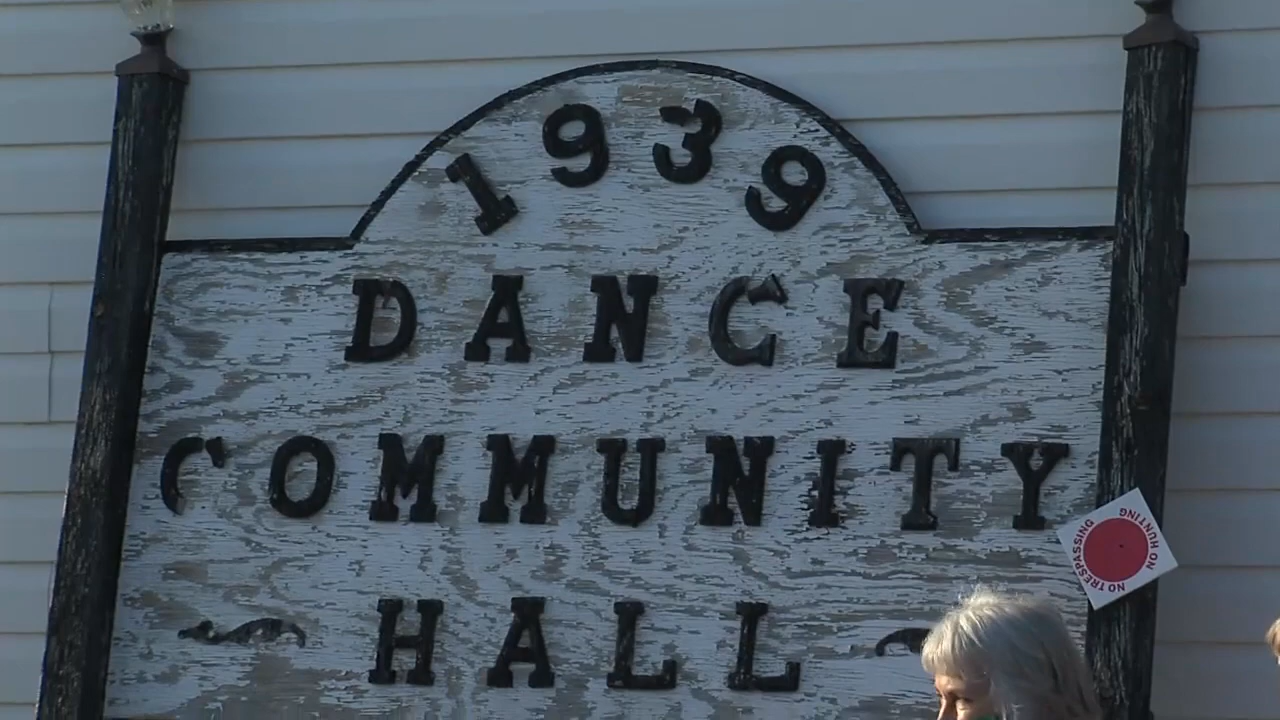 1939
DANCE
COMMUNITY
HALL
NO TRESPASSING
NO HUNTING